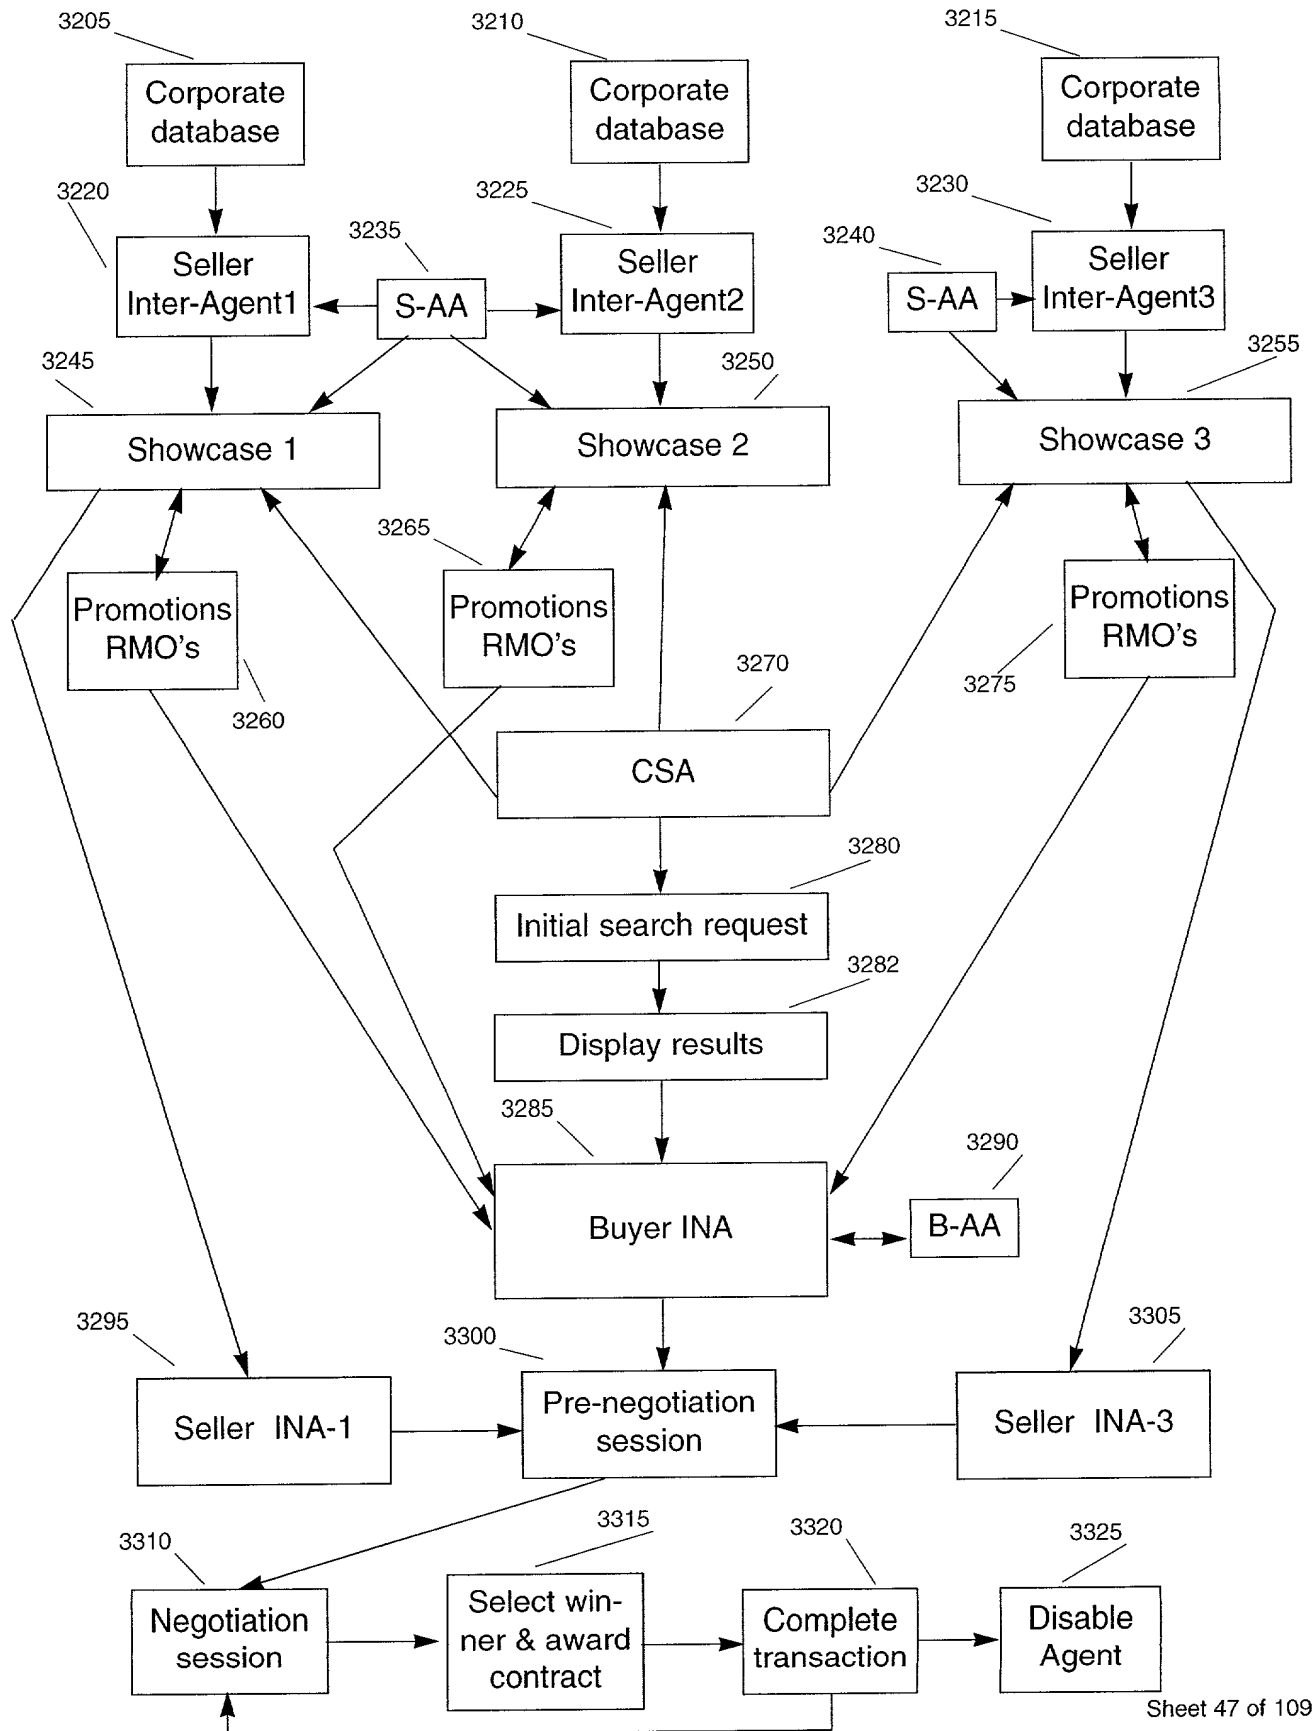 3205
3210
3215
Corporate
database
Corporate
database
Corporate
database
3220
3225
3230
3235
3240
Seller
Inter-Agent1
S-AA
Seller
Inter-Agent2
S-AA
Seller
Inter-Agent3
3245
3250
3255
Showcase 1
Showcase 2
Showcase 3
3265
Promotions
RMO's
Promotions
RMO's
Promotions
RMO's
3260
3270
3275
CSA
3280
Initial search request
3282
Display results
3285
3290
Buyer INA
B-AA
3295
3300
3305
Seller INA-1
Pre-negotiation
session
Seller INA-3
3310
3315
3320
3325
Negotiation
session
Select win-
ner & award
contract
Complete
transaction
Disable
Agent
Sheet 47 of 109